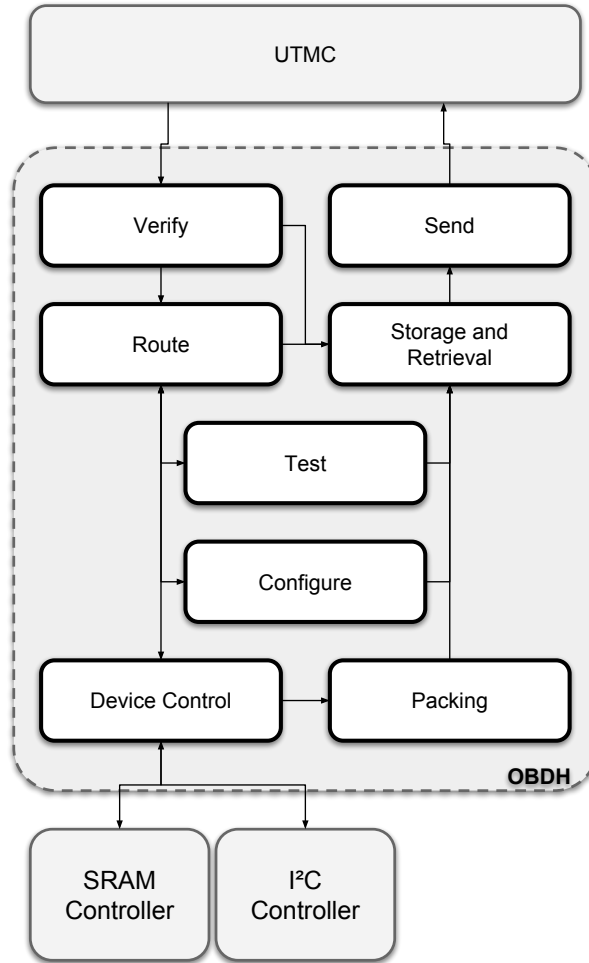 UTMC
Verify
Send
Route
Storage and
Retrieval
Test
Configure
Device Control
Packing
OBDH
SRAM
Controller
I²C
Controller